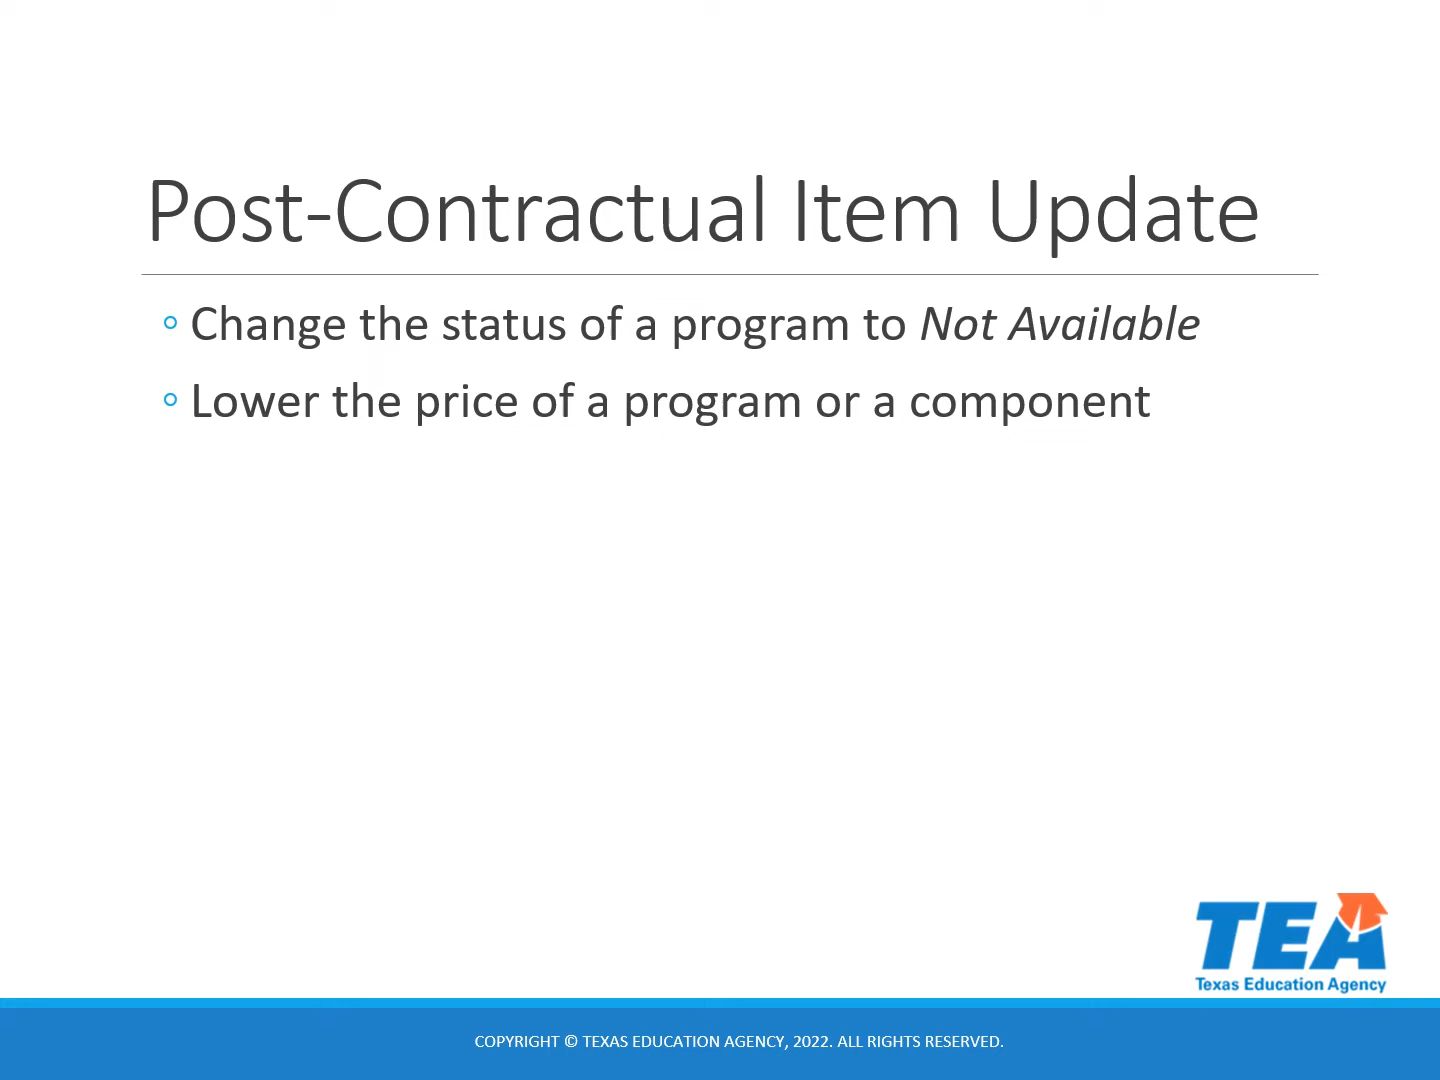 Post-Contractual Item Update
◦ Change the status of a program to Not Available
◦ Lower the price of a program or a component
TEA
Texas Education Agency
COPYRIGHT © TEXAS EDUCATION AGENCY, 2022. ALL RIGHTS RESERVED.